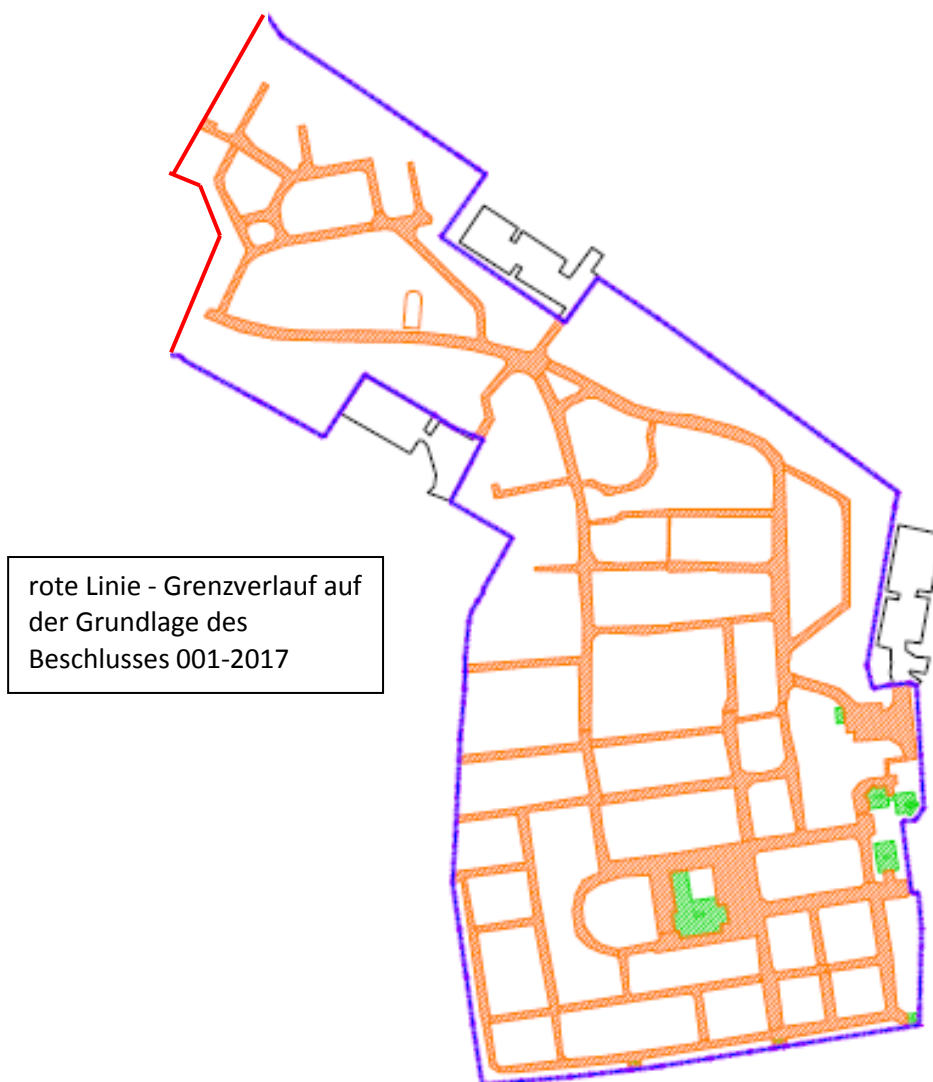 rote Linie - Grenzverlauf auf
der Grundlage des
Beschlusses 001-2017